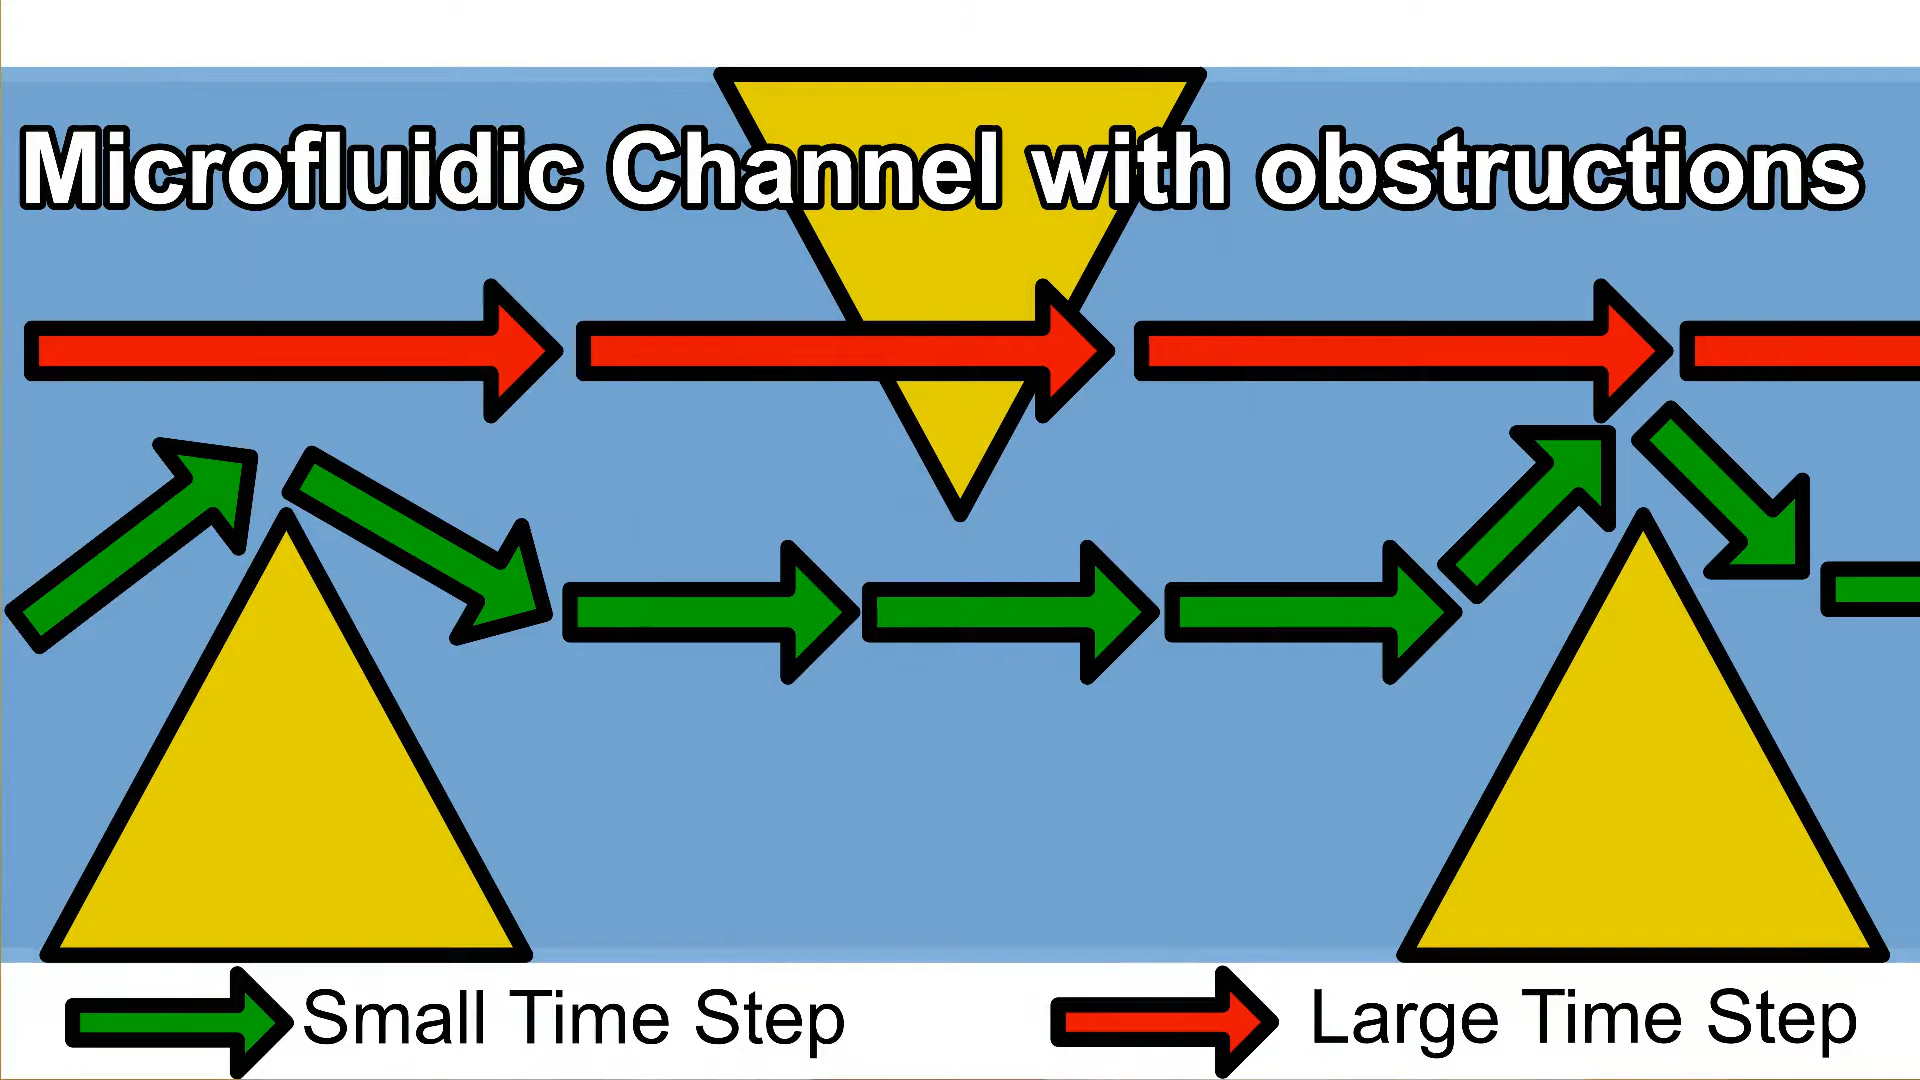 Microfluidic Channel with obstructions
Small Time Step
Large Time Step